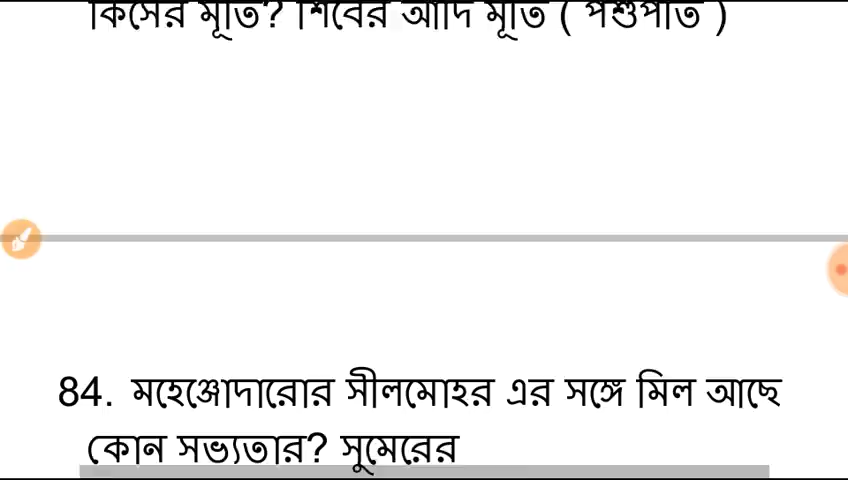 কিসের মূর্তি? শিবের আদি মূর্তি ( পশুপতি )
84. মহেঞ্জোদারোর সীলমোহর এর সঙ্গে মিল আছে
কোন সভ্যতার? সুমেরের